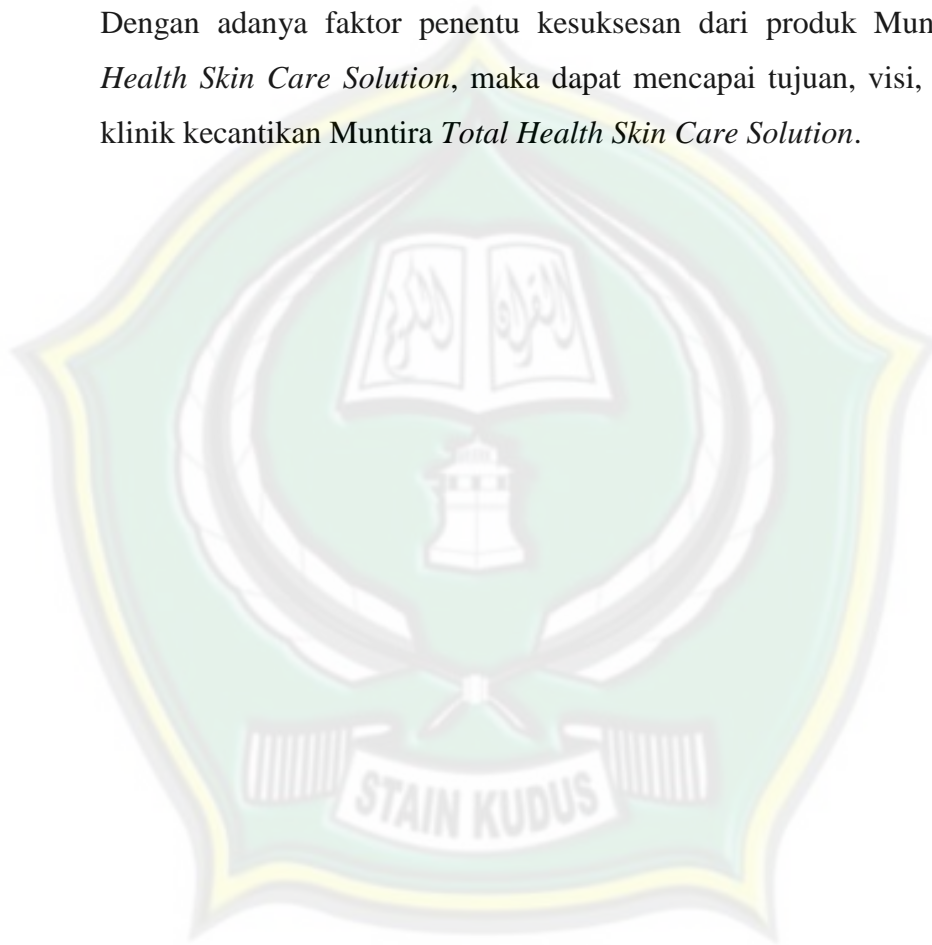 Dengan adanya faktor penentu kesuksesan dari produk
Health Skin Care Solution, maka dapat mencapai tujuan, visi,
klinik kecantikan Muntira Total Health Skin Care Solution.
STAIN KUDUS